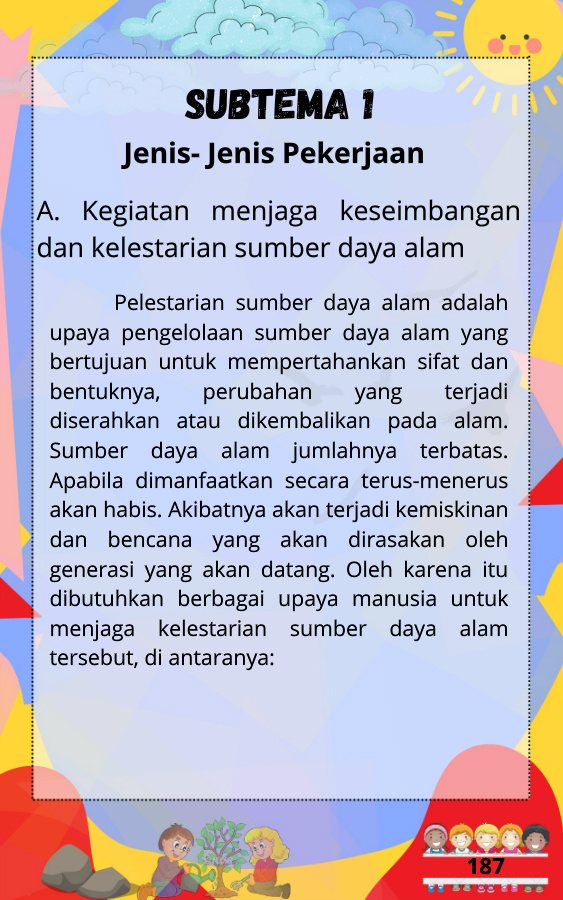 SUBTEMA 1
Jenis- Jenis Pekerjaan
A. Kegiatan menjaga keseimbangan
dan kelestarian sumber daya alam
Pelestarian sumber daya alam adalah
upaya pengelolaan sumber daya alam yang
bertujuan untuk mempertahankan sifat dan
bentuknya, perubahan yang terjadi
diserahkan atau dikembalikan pada alam.
Sumber daya alam jumlahnya terbatas.
Apabila dimanfaatkan secara terus-menerus
akan habis. Akibatnya akan terjadi kemiskinan
dan bencana yang akan dirasakan oleh
generasi yang akan datang. Oleh karena itu
dibutuhkan berbagai upaya manusia untuk
menjaga kelestarian sumber daya alam
tersebut, di antaranya:
187